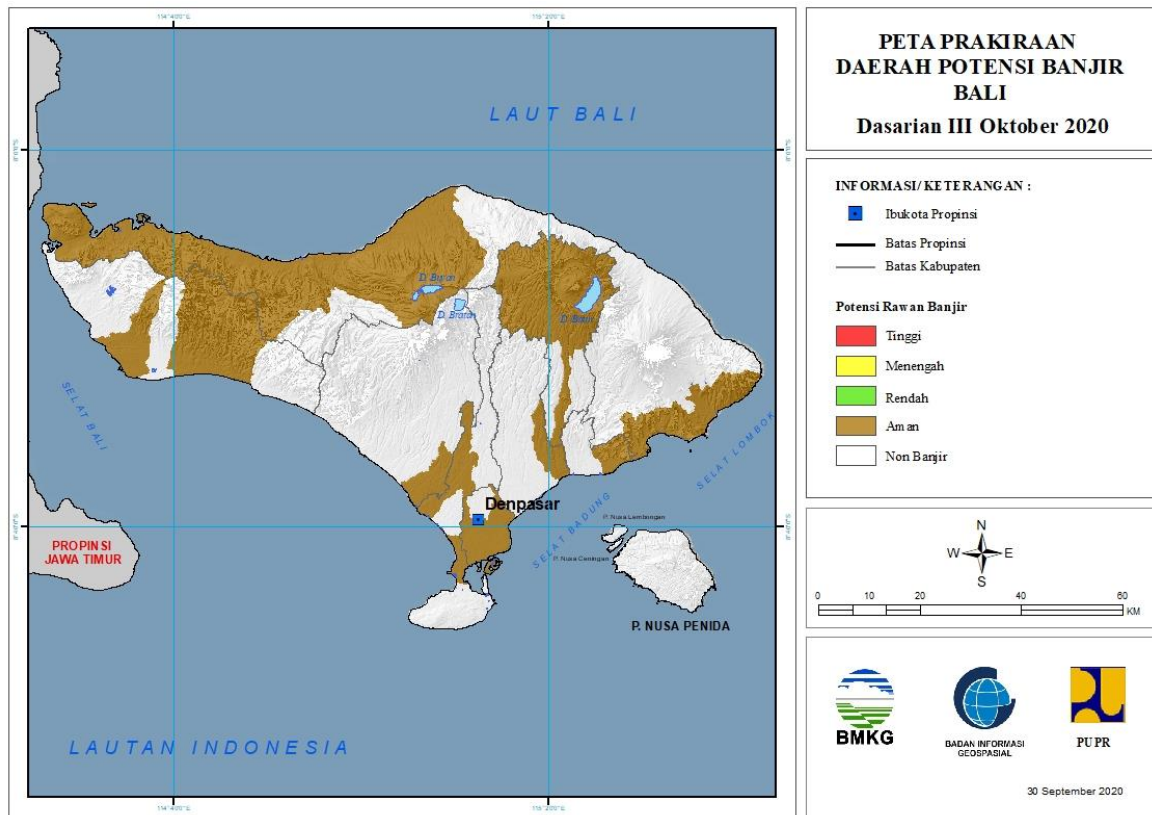 PETA PRAKIRAAN
DAERAH POTENSI BANJIR
BALI
Dasarian III Oktober 2020
INFORMASI/KETERANGAN :
Ibukota Propinsi
Batas Propinsi
Batas Kabupaten
Potensi Rawan Banjir
Tinggi
Menengah
Rendah
Aman
Non Banjir
N
W E
S
0 10 20 40 60
KM
BMKG
BADAN INFORMASI
GEOSPASIAL
PUPR
30 September 2020
LAUT BALI
D. Buyan
D. Bratan
D. Batur
SELAT BALI
SELAT LOMBOK
SELAT BADUNG
Denpasar
P. Nusa Lembongan
P. Nusa Ceningan
PROPINSI
JAWA TIMUR
P. NUSA PENIDA
LAUTAN INDONESIA